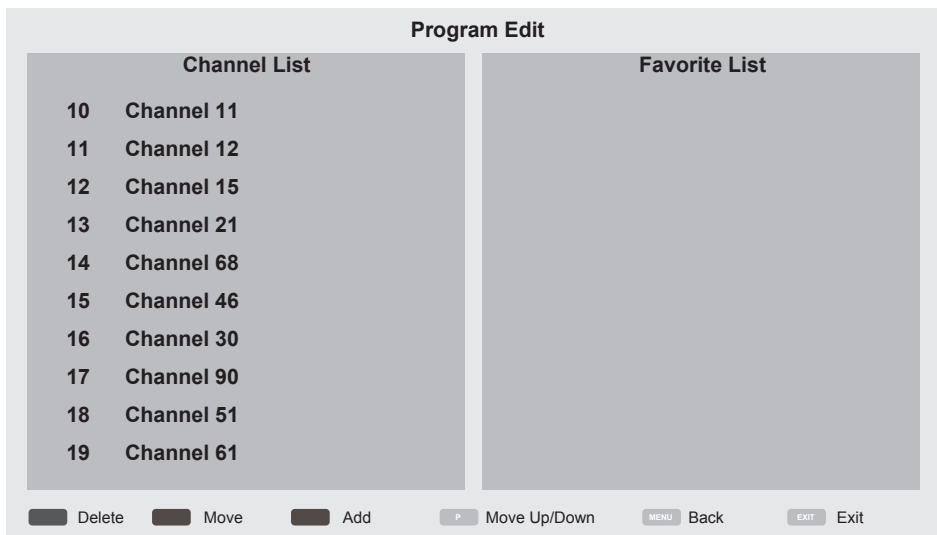 Program Edit
Channel List
10 Channel 11
11 Channel 12
12 Channel 15
13 Channel 21
14 Channel 68
15 Channel 46
16 Channel 30
17 Channel 90
18 Channel 51
19 Channel 61
Favorite List
Delete Move Add P Move Up/Down MENU Back EXIT Exit